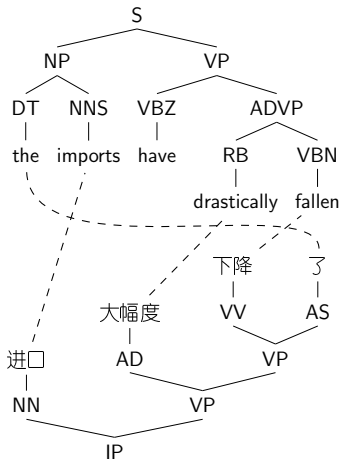 S
NP VP
DT NNS VBZ ADVP
the imports have RB VBN
drastically fallen
下降 了
大幅度 VV AS
进口 AD VP
NN VP
IP